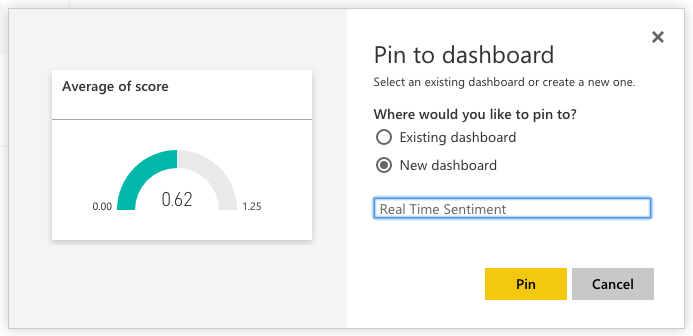 Average of score
0.00
0.62
1.25
Pin to dashboard
Select an existing dashboard or create a new one.
Where would you like to pin to?
Existing dashboard
New dashboard
Real Time Sentiment
Pin
Cancel